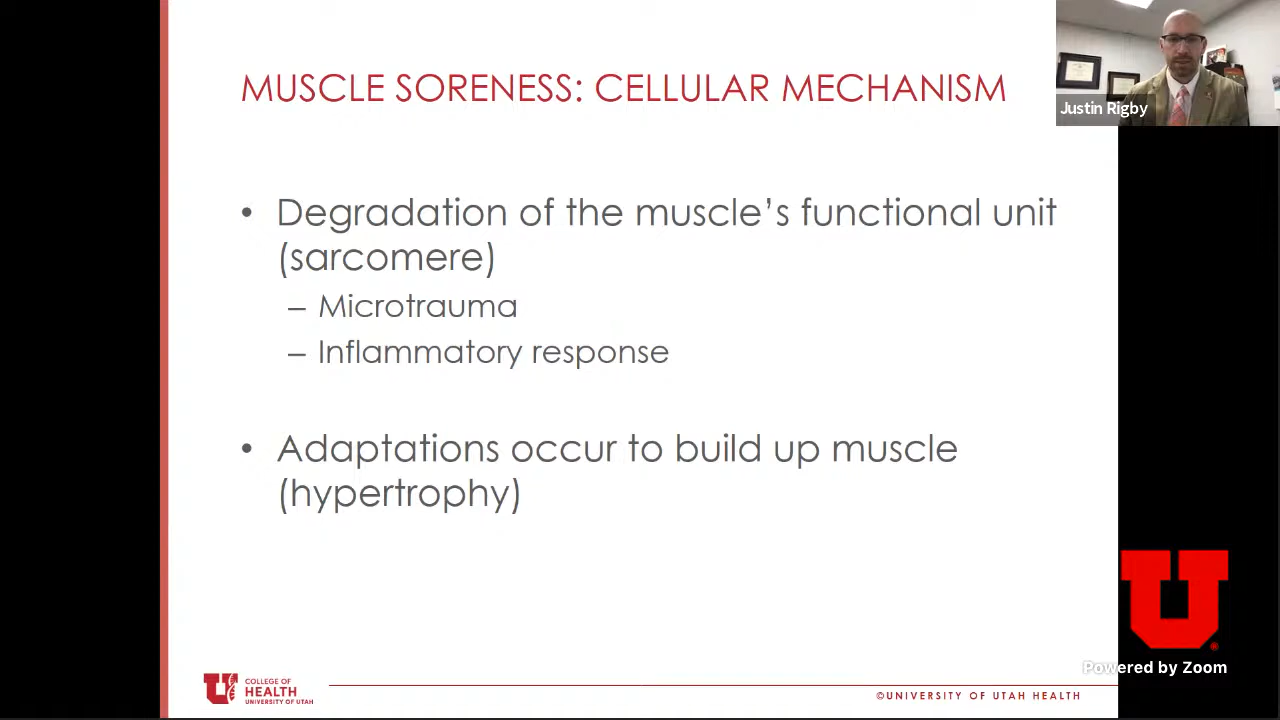 MUSCLE SORENESS: CELLULAR MECHANISM
Justin Rigby
• Degradation of the muscle’s functional unit
(sarcomere)
– Microtrauma
– Inflammatory response
• Adaptations occur to build up muscle
(hypertrophy)
U
®
Powered by Zoom
U
COLLEGE OF
HEALTH
UNIVERSITY OF UTAH
©UNIVERSITY OF UTAH HEALTH